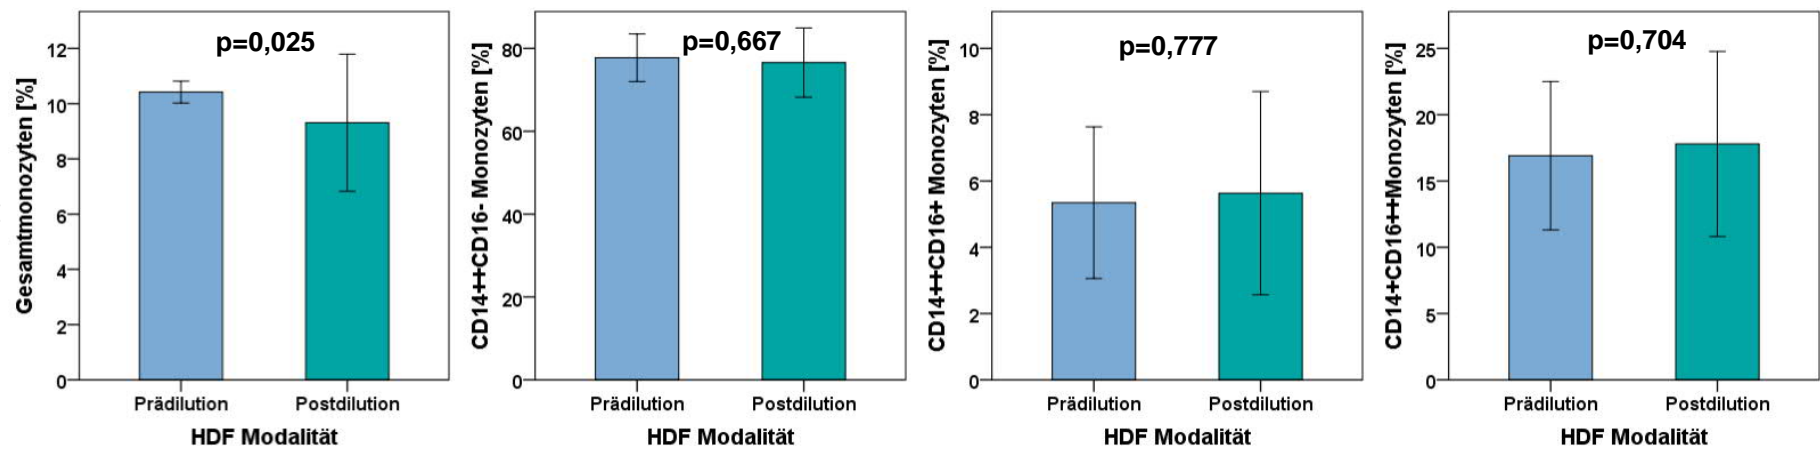 Gesamtmonozyten [%]
12
10
8
6
4
2
0
p=0,025
Prädilution
Postdilution
HDF Modalität
CD14++CD16- Monozyten [%]
80
60
40
20
0
p=0,667
Prädilution
Postdilution
HDF Modalität
CD14++CD16+ Monozyten [%]
10
8
6
4
2
0
p=0,777
Prädilution
Postdilution
HDF Modalität
CD14+CD16++Monozyten [%]
25
20
15
10
5
0
p=0,704
Prädilution
Postdilution
HDF Modalität